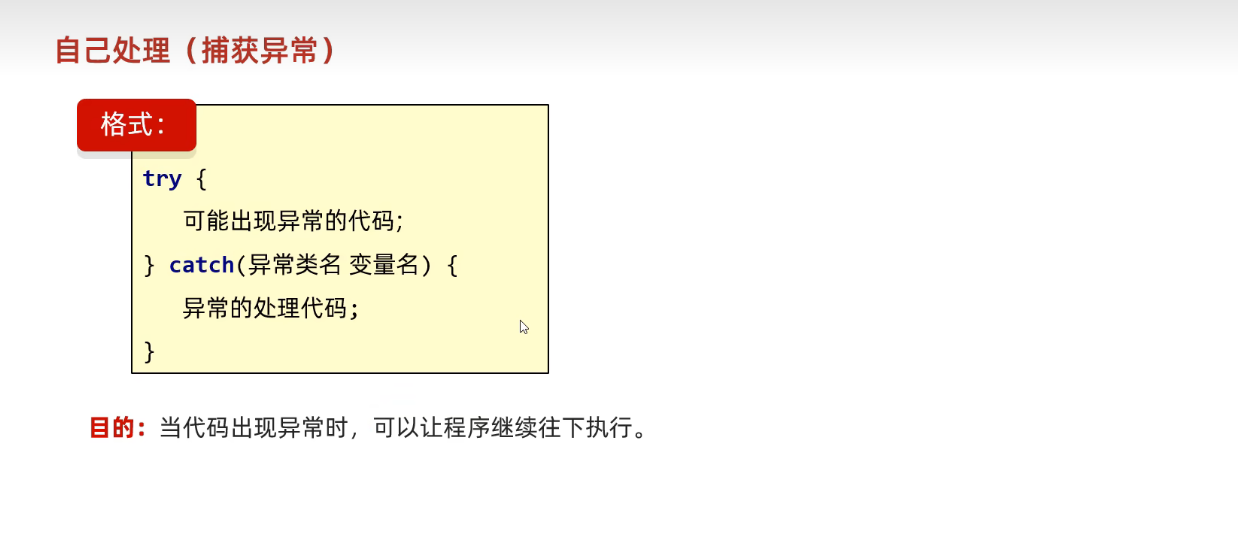 自己处理（捕获异常）
格式：
try {
可能出现异常的代码;
} catch(异常类名 变量名) {
异常的处理代码;
}
目的：当代码出现异常时，可以让程序继续往下执行。